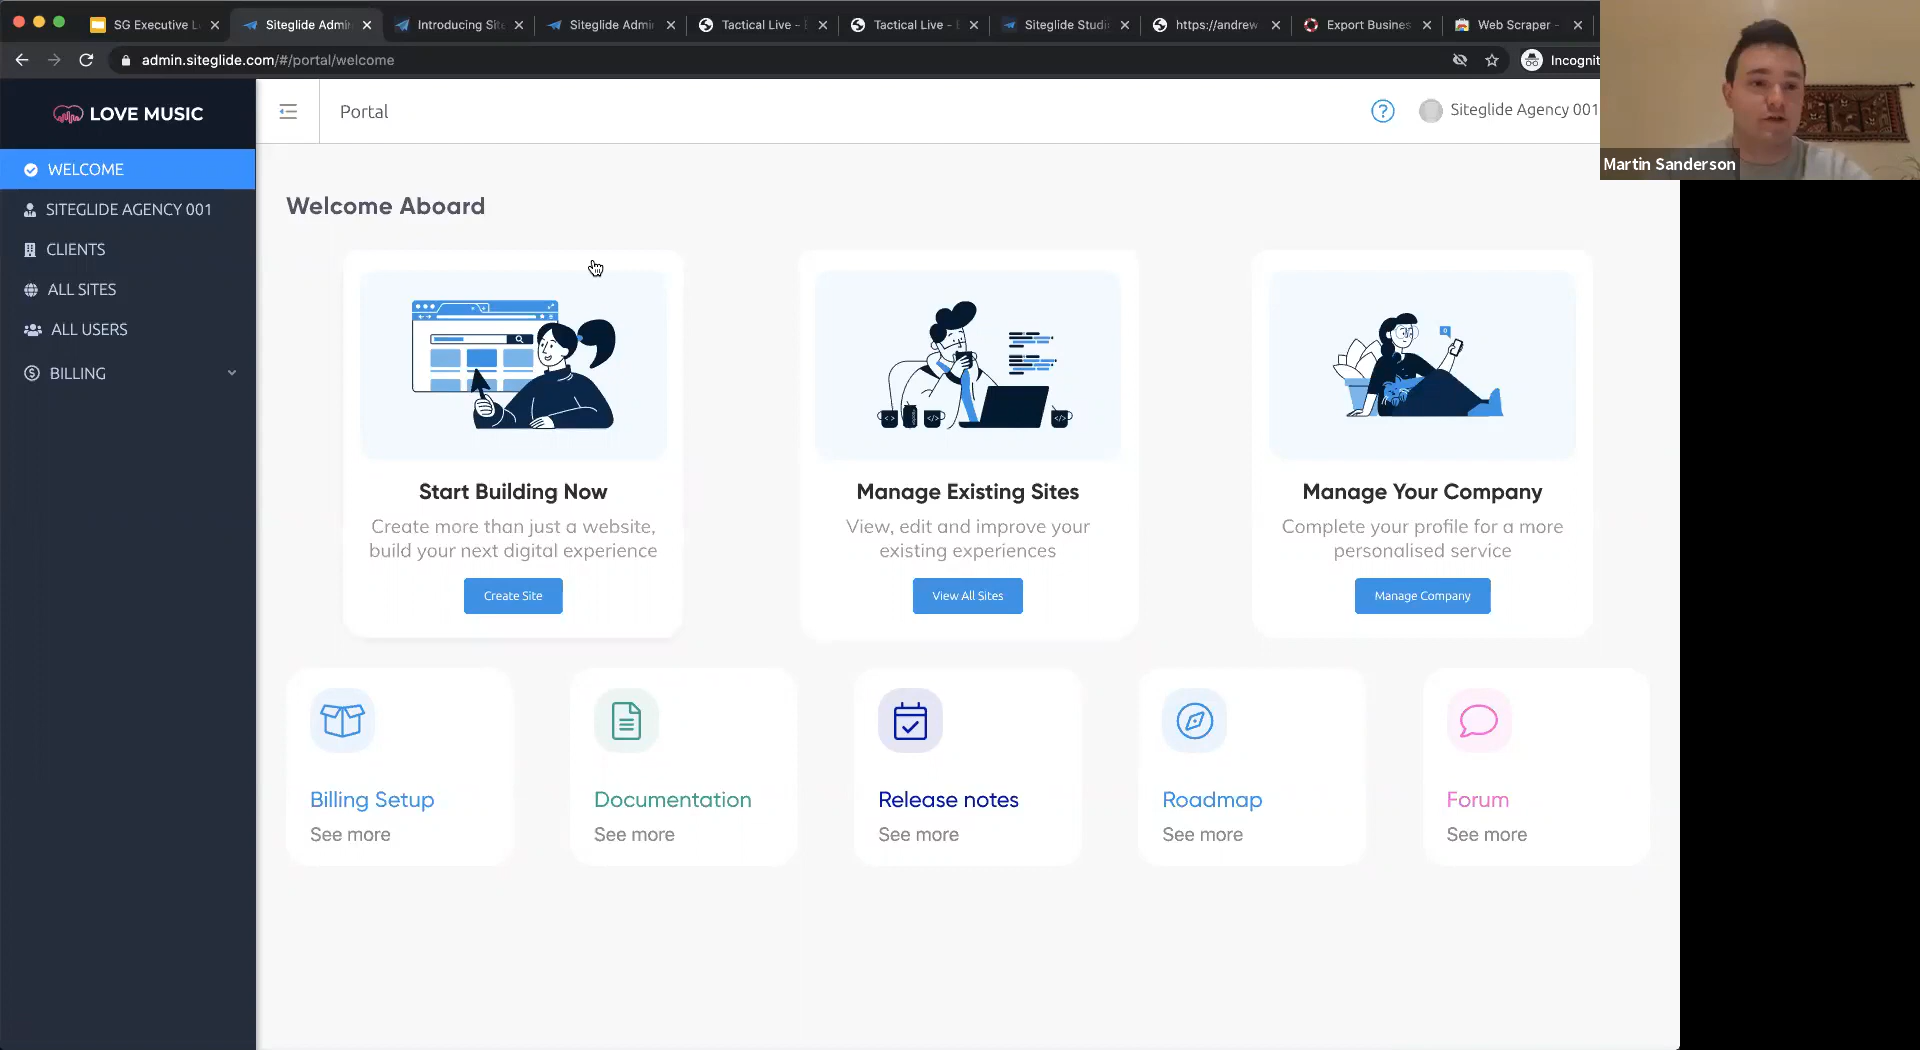 SG Executive L
Siteglide Admin
Introducing Site
Siteglide Admin
Tactical Live - E
Tactical Live - E
Siteglide Studi
https://andrew
Export Busines
Web Scraper -
admin.siteglide.com/#/portal/welcome
Incognit
LOVE MUSIC
Portal
Siteglide Agency 001
Martin Sanderson
WELCOME
SITEGLIDE AGENCY 001
CLIENTS
ALL SITES
ALL USERS
BILLING
Welcome Aboard
Start Building Now
Create more than just a website,
build your next digital experience
Create Site
Manage Existing Sites
View, edit and improve your
existing experiences
View All Sites
Manage Your Company
Complete your profile for a more
personalised service
Manage Company
Billing Setup
See more
Documentation
See more
Release notes
See more
Roadmap
See more
Forum
See more